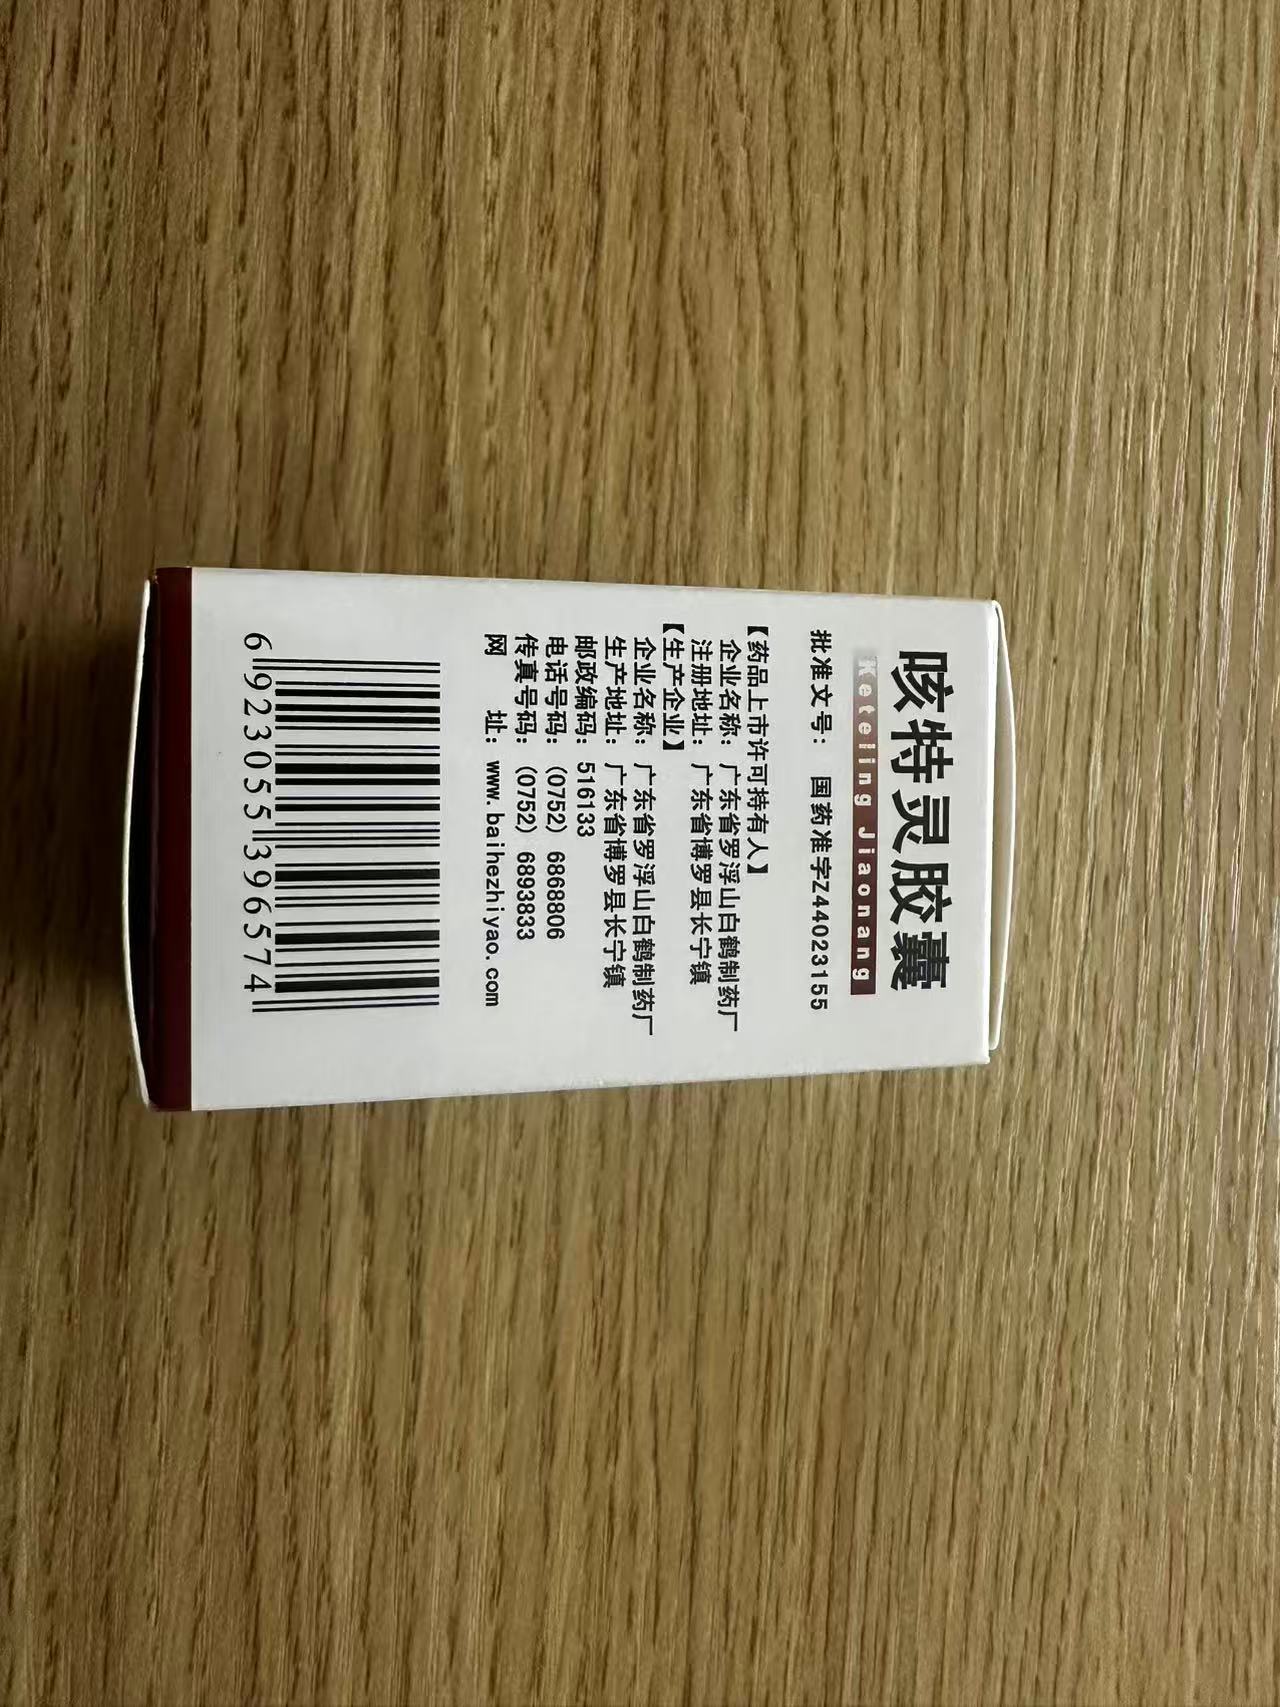 咳特灵胶囊
Keteling Jiaonang
批准文号： 国药准字Z44023155
【药品上市许可持有人】
企业名称：广东省罗浮山白鹤制药厂
注册地址：广东省博罗县长宁镇
【生产企业】
企业名称：广东省罗浮山白鹤制药厂
生产地址：广东省博罗县长宁镇
邮政编码：516133
电话号码：(0752) 6868806
传真号码：(0752) 6893833
网 址：www.baihezhiyao.com
6 923055 396574